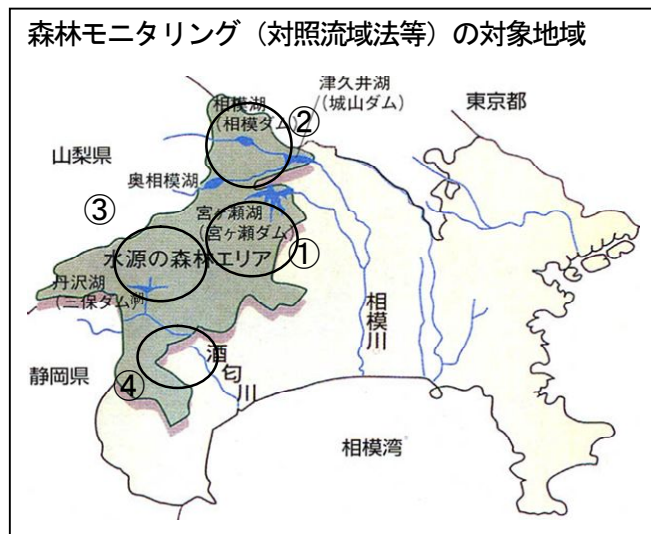 森林モニタリング（対照流域法等）の対象地域
津久井湖
（城山ダム）
東京都
相模湖
（相模ダム）
②
山梨県
奥相模湖
③
宮ヶ瀬湖
（宮ヶ瀬ダム）
①
水源の森林エリア
丹沢湖
（三保ダム）
相模川
酒匂川
静岡県
④
相模湾